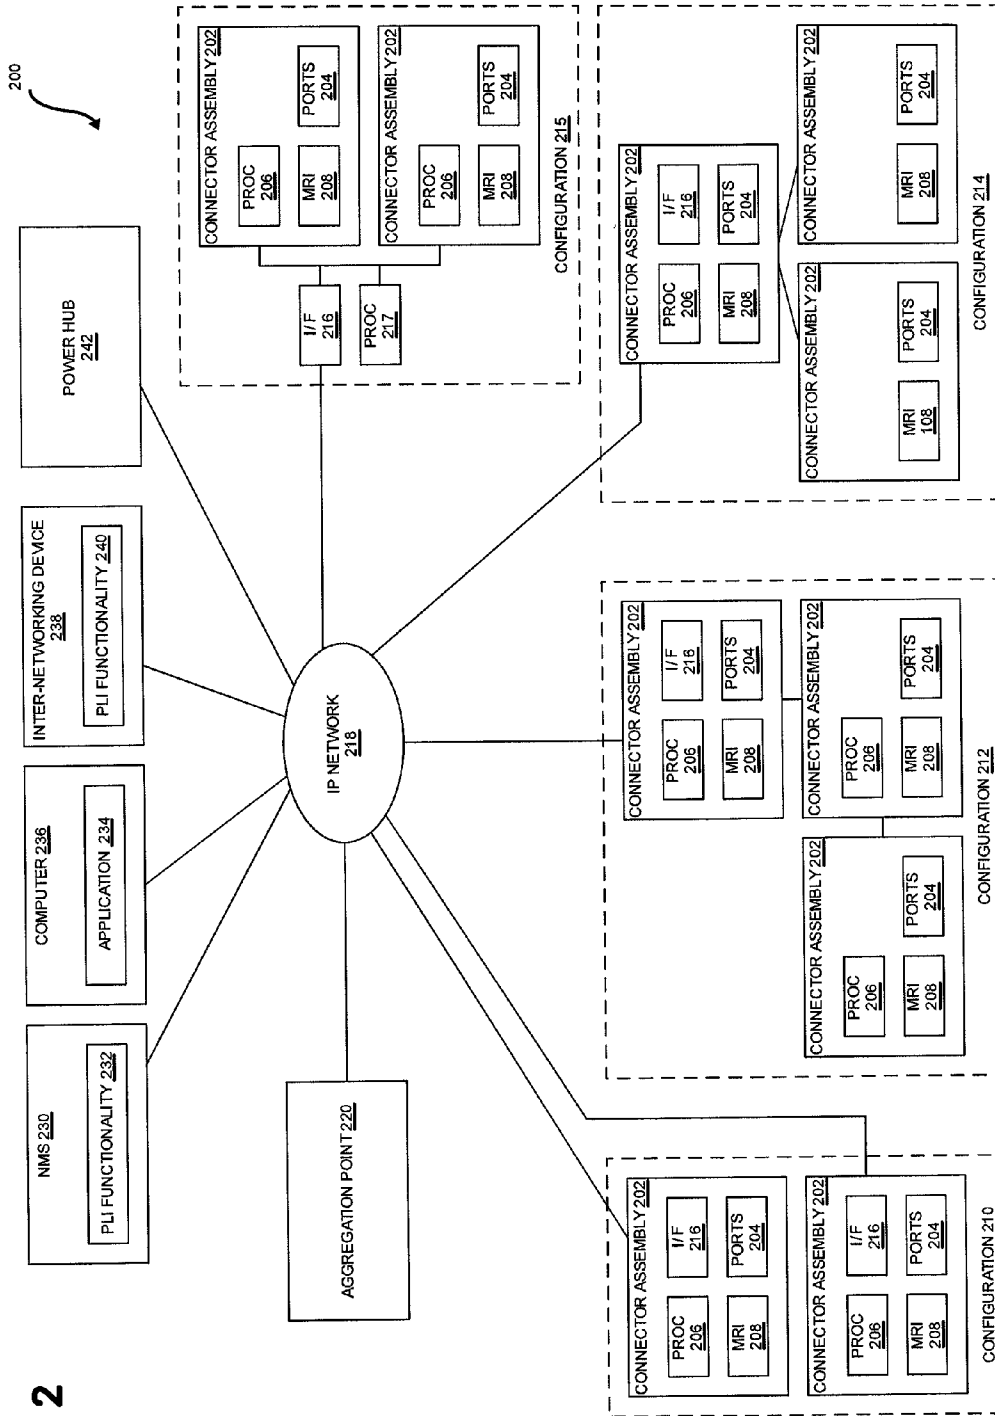 2
200
NMS 230
PLI FUNCTIONALITY 232
COMPUTER 236
APPLICATION 234
INTER-NETWORKING DEVICE
238
PLI FUNCTIONALITY 240
POWER HUB
242
AGGREGATION POINT 220
IP NETWORK
218
I/F
216
PROC
217
CONNECTOR ASSEMBLY 202
PROC
206
MRI
208
PORTS
204
CONNECTOR ASSEMBLY 202
PROC
206
MRI
208
PORTS
204
CONFIGURATION 215
CONNECTOR ASSEMBLY 202
PROC
206
I/F
216
MRI
208
PORTS
204
CONNECTOR ASSEMBLY 202
PROC
206
I/F
216
MRI
208
PORTS
204
CONFIGURATION 210
CONNECTOR ASSEMBLY 202
PROC
206
I/F
216
MRI
208
PORTS
204
CONNECTOR ASSEMBLY 202
PROC
206
MRI
208
PORTS
204
CONNECTOR ASSEMBLY 202
PROC
206
MRI
208
PORTS
204
CONFIGURATION 212
CONNECTOR ASSEMBLY 202
PROC
206
I/F
216
MRI
208
PORTS
204
CONNECTOR ASSEMBLY 202
MRI
108
PORTS
204
CONNECTOR ASSEMBLY 202
MRI
208
PORTS
204
CONFIGURATION 214